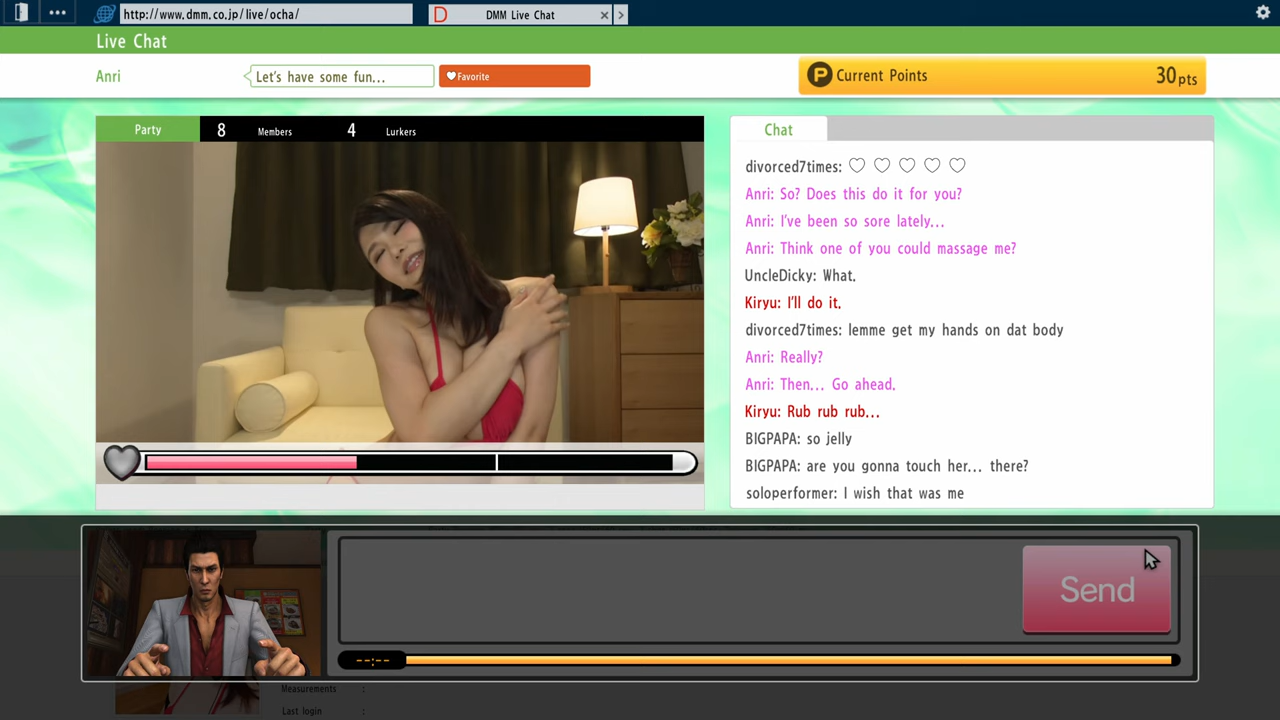 http://www.dmm.co.jp/live/ocha/
DMM Live Chat
Live Chat
Anri
Let's have some fun...
Favorite
P Current Points
30pts
Party
8 Members
4 Lurkers
Chat
divorced7times: ♡ ♡ ♡ ♡ ♡
Anri: So? Does this do it for you?
Anri: I've been so sore lately...
Anri: Think one of you could massage me?
UncleDicky: What.
Kiryu: I'll do it.
divorced7times: lemme get my hands on dat body
Anri: Really?
Anri: Then... Go ahead.
Kiryu: Rub rub rub...
BIGPAPA: so jelly
BIGPAPA: are you gonna touch her... there?
soloperformer: I wish that was me
Send
--:--
Measurements :
Last login :